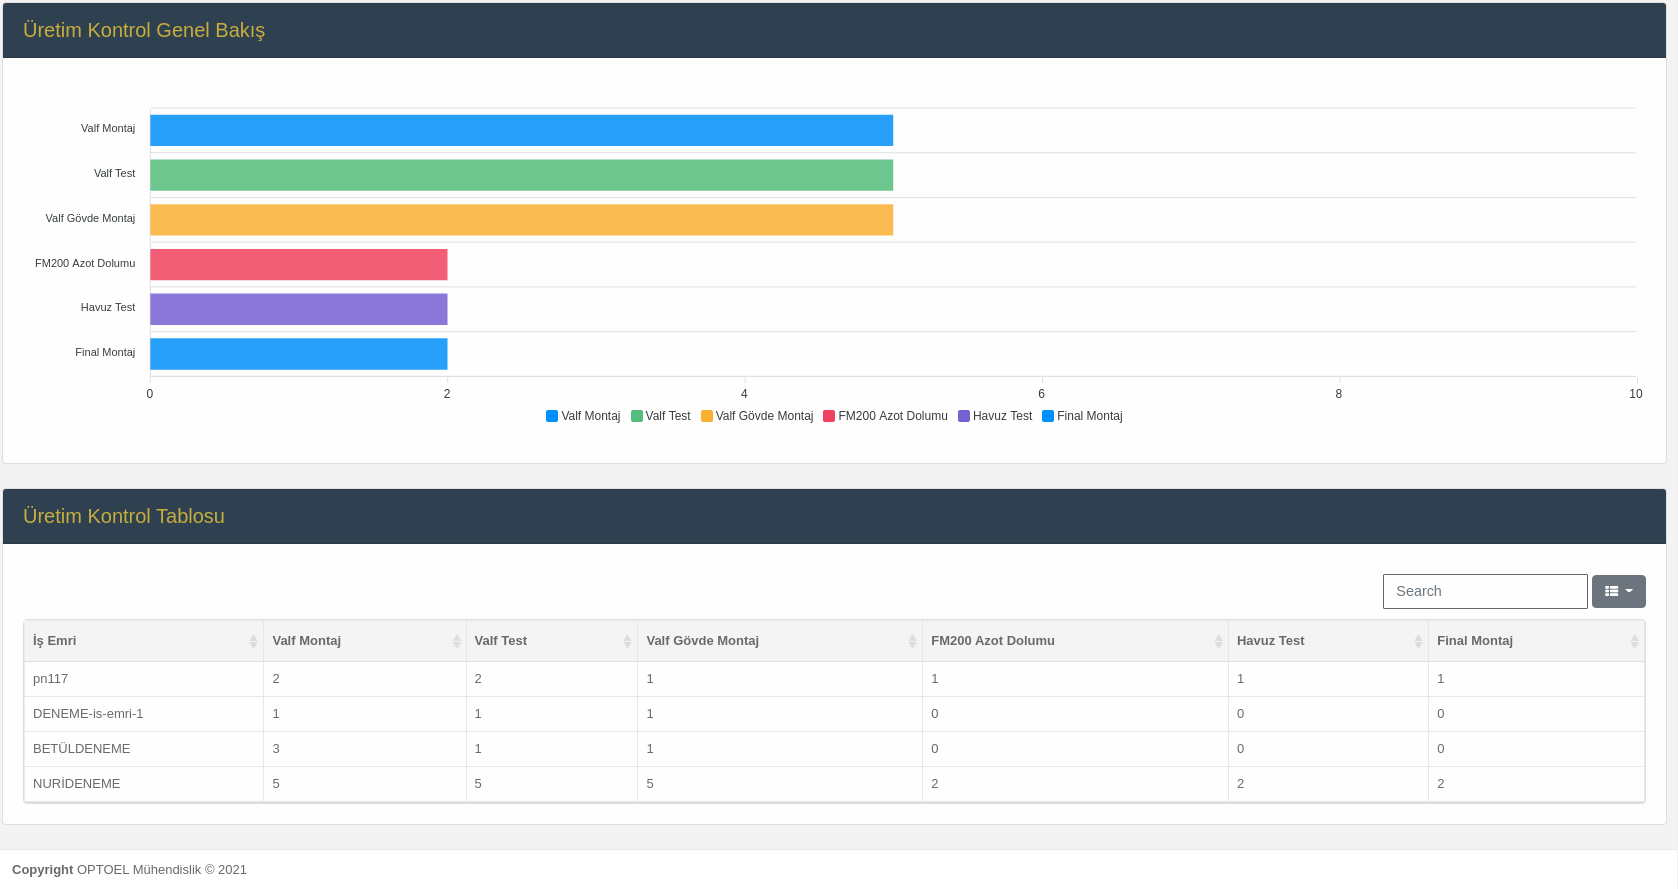 Üretim Kontrol Genel Bakış
Valf Montaj
Valf Test
Valf Gövde Montaj
FM200 Azot Dolumu
Havuz Test
Final Montaj
0 2 4 6 8 10
Valf Montaj Valf Test Valf Gövde Montaj FM200 Azot Dolumu Havuz Test Final Montaj
Üretim Kontrol Tablosu
Search
İş Emri Valf Montaj Valf Test Valf Gövde Montaj FM200 Azot Dolumu Havuz Test Final Montaj
pn117 2 2 1 1 1 1
DENEME-is-emri-1 1 1 1 0 0 0
BETÜLDENEME 3 1 1 0 0 0
NURİDENEME 5 5 5 2 2 2
Copyright OPTOEL Mühendislik © 2021